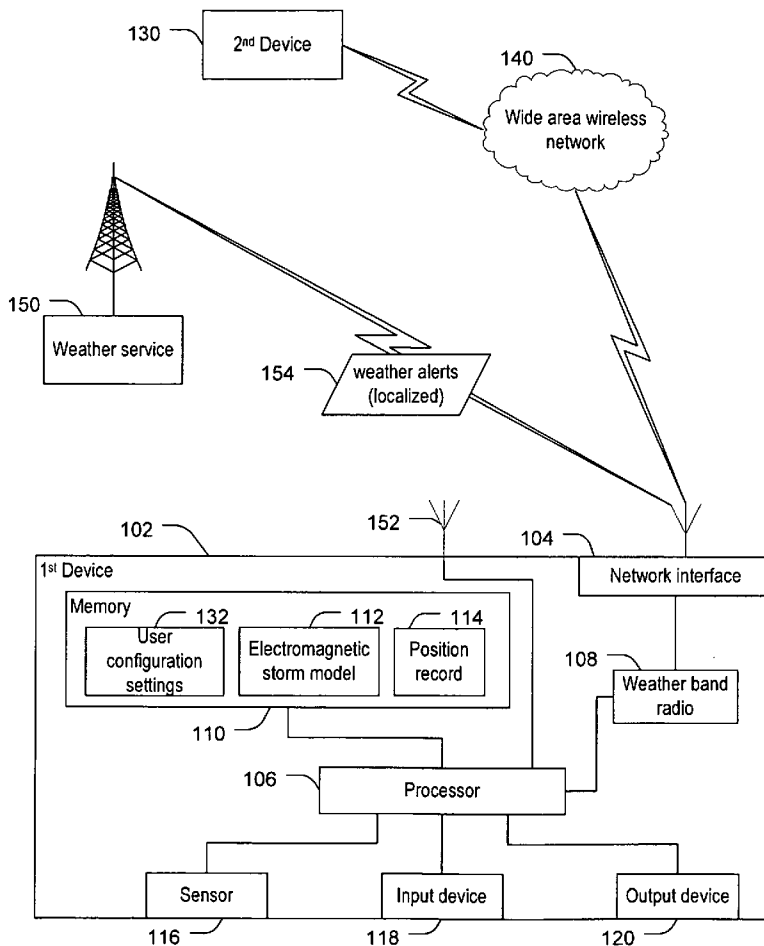 130
2nd Device
140
Wide area wireless
network
150
Weather service
154
weather alerts
(localized)
102
152
104
1st Device
Network interface
Memory
132
112
114
User
configuration
settings
Electromagnetic
storm model
Position
record
108
Weather band
radio
110
106
Processor
Sensor
Input device
Output device
116
118
120